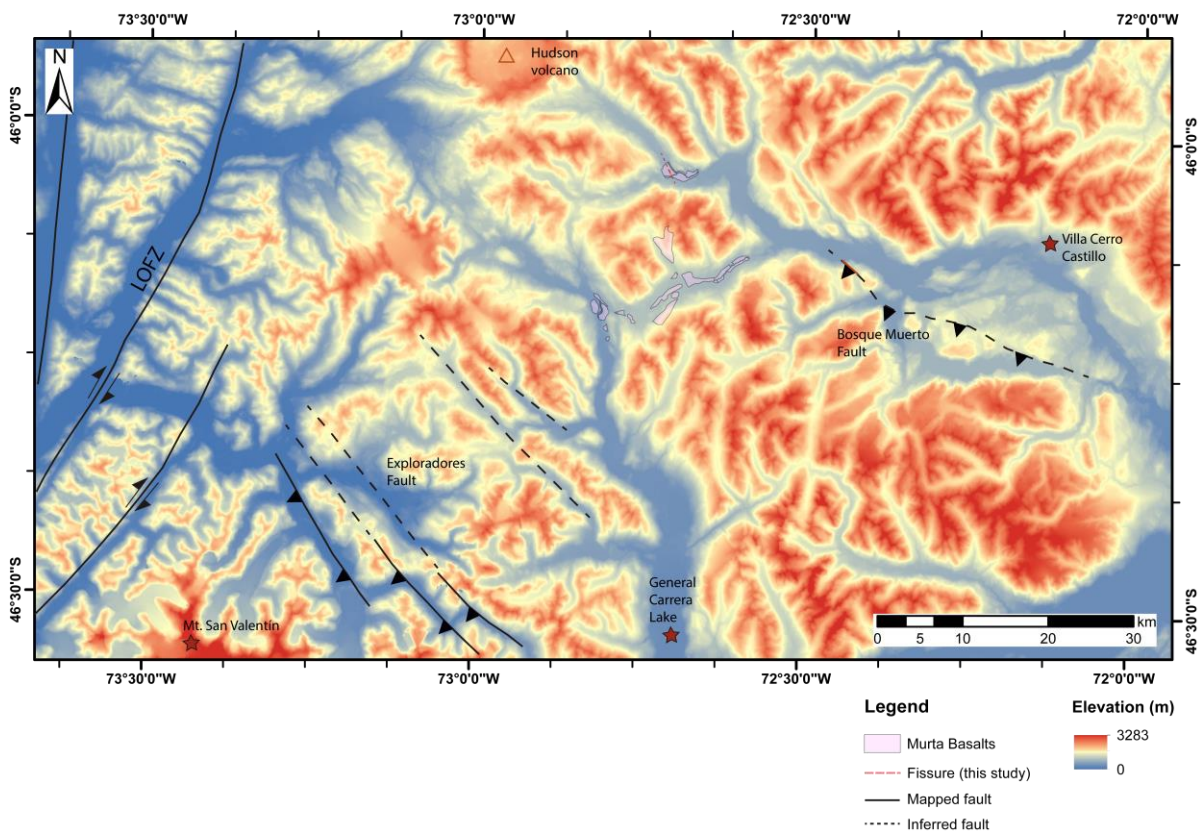 73°30'0"W 73°0'0"W 72°30'0"W 72°0'0"W
N
Hudson
volcano
46°0'0"S
46°0'0"S
LOFZ
Villa Cerro
Castillo
Bosque Muerto
Fault
Exploradores
Fault
General
Carrera
Lake
Mt. San Valentín
46°30'0"S
46°30'0"S
km
0 5 10 20 30
73°30'0"W 73°0'0"W 72°30'0"W 72°0'0"W
Legend
Murta Basalts
Fissure (this study)
Mapped fault
Inferred fault
Elevation (m)
3283
0